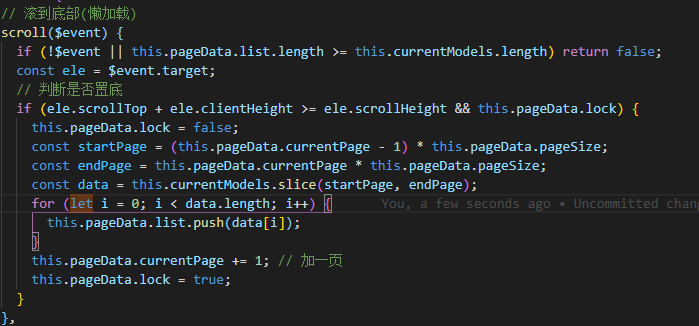 // 滚到底部(懒加载)
scroll($event) {
if (!$event || this.pageData.list.length >= this.currentModels.length) return false;
const ele = $event.target;
// 判断是否置底
if (ele.scrollTop + ele.clientHeight >= ele.scrollHeight && this.pageData.lock) {
this.pageData.lock = false;
const startPage = (this.pageData.currentPage - 1) * this.pageData.pageSize;
const endPage = this.pageData.currentPage * this.pageData.pageSize;
const data = this.currentModels.slice(startPage, endPage);
for (let i = 0; i < data.length; i++) { You, a few seconds ago • Uncommitted chan
this.pageData.list.push(data[i]);
}
this.pageData.currentPage += 1; // 加一页
this.pageData.lock = true;
}
},